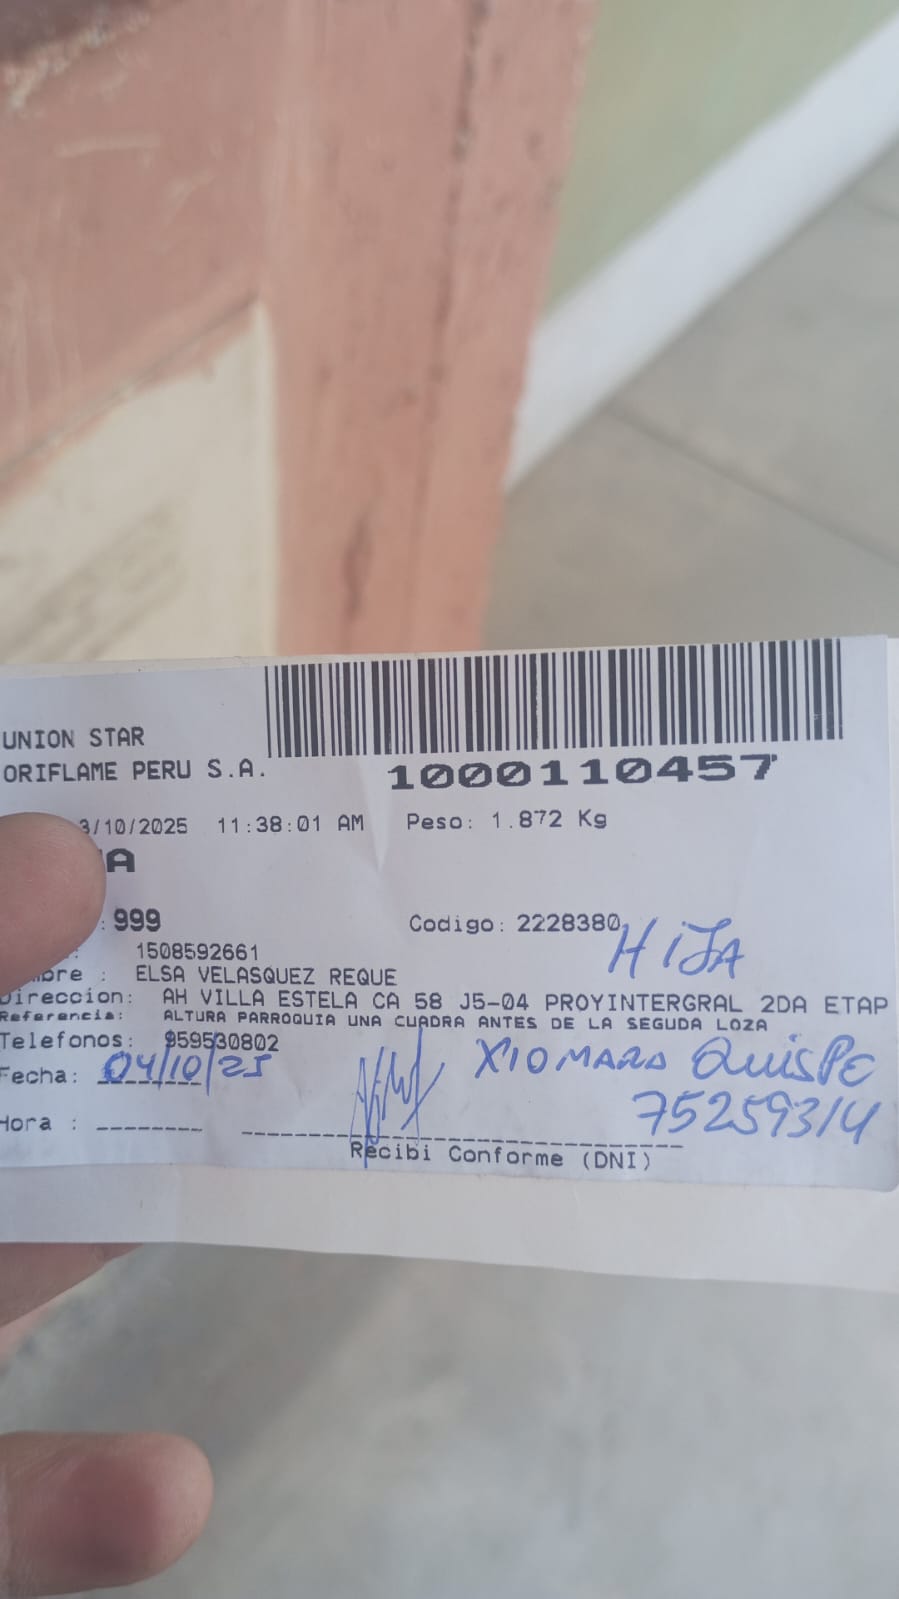 UNION STAR
ORIFLAME PERU S.A.
1000110457
3/10/2025 11:38:01 AM Peso: 1.872 Kg
A
: 999 Codigo: 2228380
HIJA
1508592661
bre : ELSA VELASQUEZ REQUE
Direccion: AH VILLA ESTELA CA 58 J5-04 PROYINTERGRAL 2DA ETAP
Referencia: ALTURA PARROQUIA UNA CUADRA ANTES DE LA SEGUDA LOZA
Telefonos: 959530802
XIOMARA QUISPE
Fecha: 04/10/25
75259314
Hora :
Recibi Conforme (DNI)